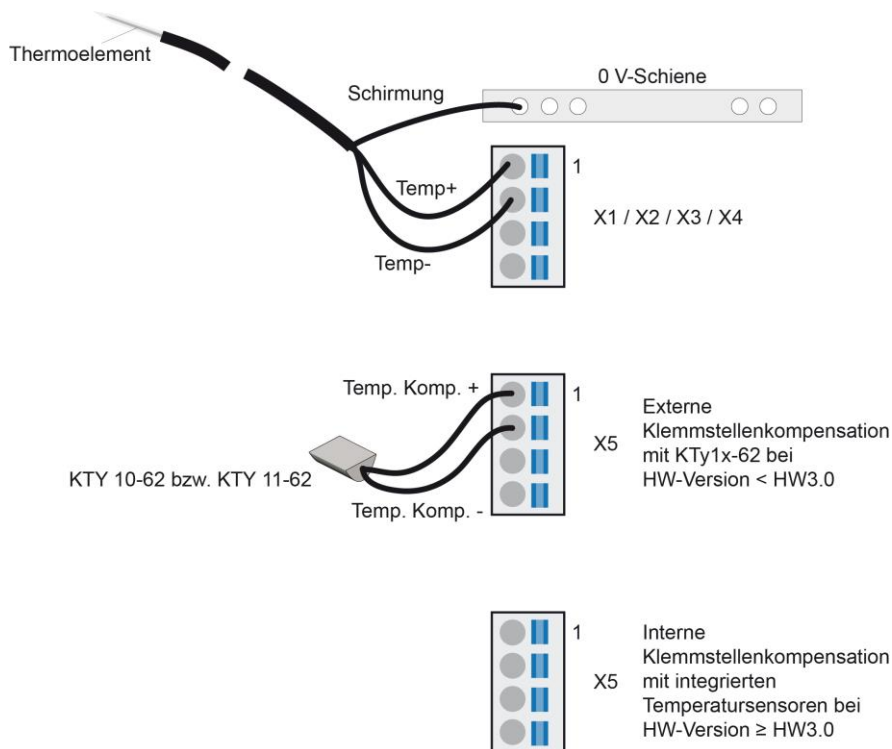 Thermoelement
0 V-Schiene
Schirmung
1
Temp+
X1 / X2 / X3 / X4
Temp-
Temp. Komp. +
1
Externe
Klemmstellenkompensation
mit KTy1x-62 bei
HW-Version < HW3.0
X5
KTY 10-62 bzw. KTY 11-62
Temp. Komp. -
1
Interne
Klemmstellenkompensation
mit integrierten
Temperatursensoren bei
HW-Version ≥ HW3.0
X5